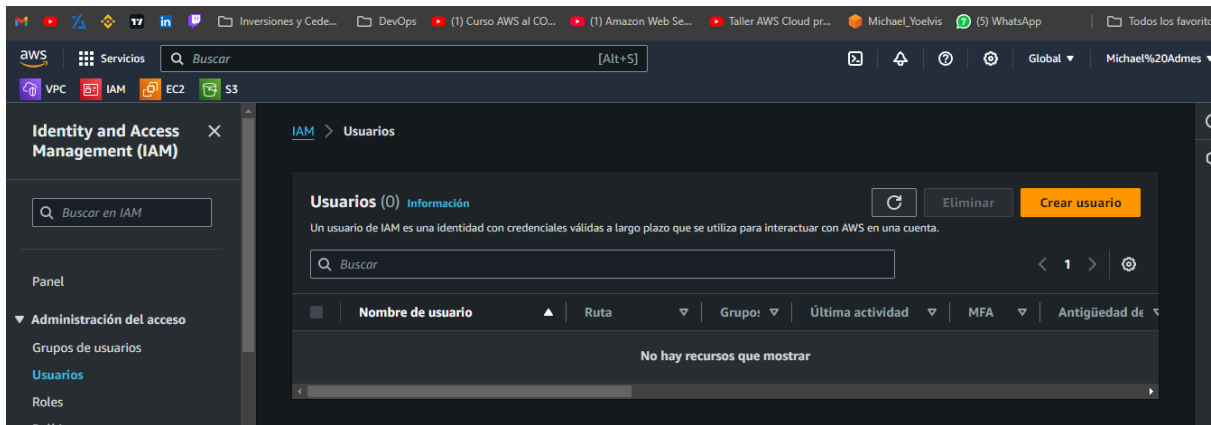 Inversiones y Cede... DevOps (1) Curso AWS al CO... (1) Amazon Web Se... Taller AWS Cloud pr... Michael_Yoelvis (5) WhatsApp Todos los favorito
aws Servicios Buscar [Alt+S] Global Michael%20Admes
VPC IAM EC2 S3
Identity and Access
Management (IAM)
Buscar en IAM
Panel
Administración del acceso
Grupos de usuarios
Usuarios
Roles
IAM > Usuarios
Usuarios (0) Información Eliminar Crear usuario
Un usuario de IAM es una identidad con credenciales válidas a largo plazo que se utiliza para interactuar con AWS en una cuenta.
Buscar < 1 >
Nombre de usuario Ruta Grupo: Última actividad MFA Antigüedad de
No hay recursos que mostrar